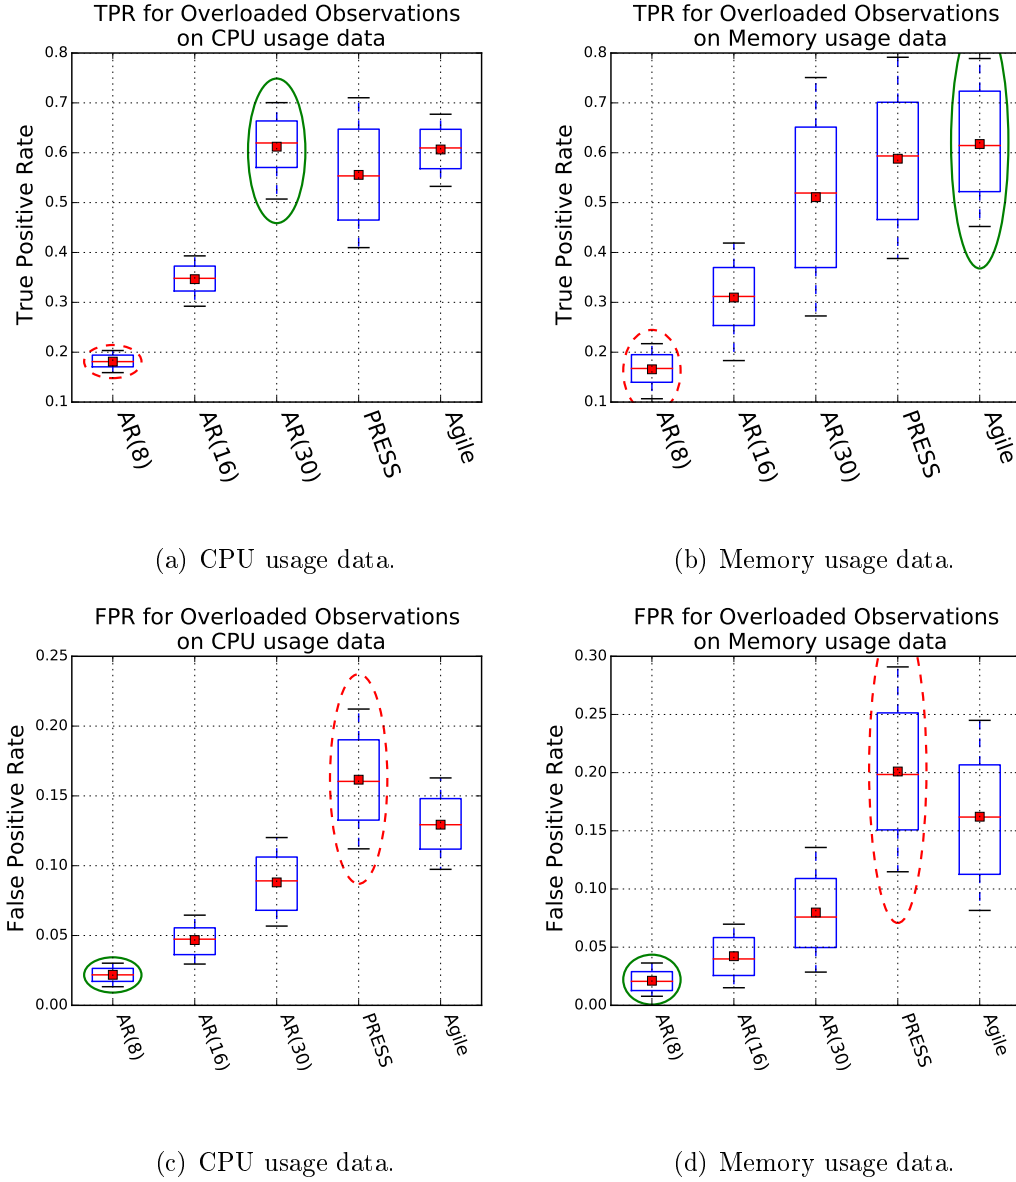 TPR for Overloaded Observations
on CPU usage data
True Positive Rate
0.8
0.7
0.6
0.5
0.4
0.3
0.2
0.1
AR(8)
AR(16)
AR(30)
PRESS
Agile
(a) CPU usage data.
TPR for Overloaded Observations
on Memory usage data
True Positive Rate
0.8
0.7
0.6
0.5
0.4
0.3
0.2
0.1
AR(8)
AR(16)
AR(30)
PRESS
Agile
(b) Memory usage data.
FPR for Overloaded Observations
on CPU usage data
False Positive Rate
0.25
0.20
0.15
0.10
0.05
0.00
AR(8)
AR(16)
AR(30)
PRESS
Agile
(c) CPU usage data.
FPR for Overloaded Observations
on Memory usage data
False Positive Rate
0.30
0.25
0.20
0.15
0.10
0.05
0.00
AR(8)
AR(16)
AR(30)
PRESS
Agile
(d) Memory usage data.